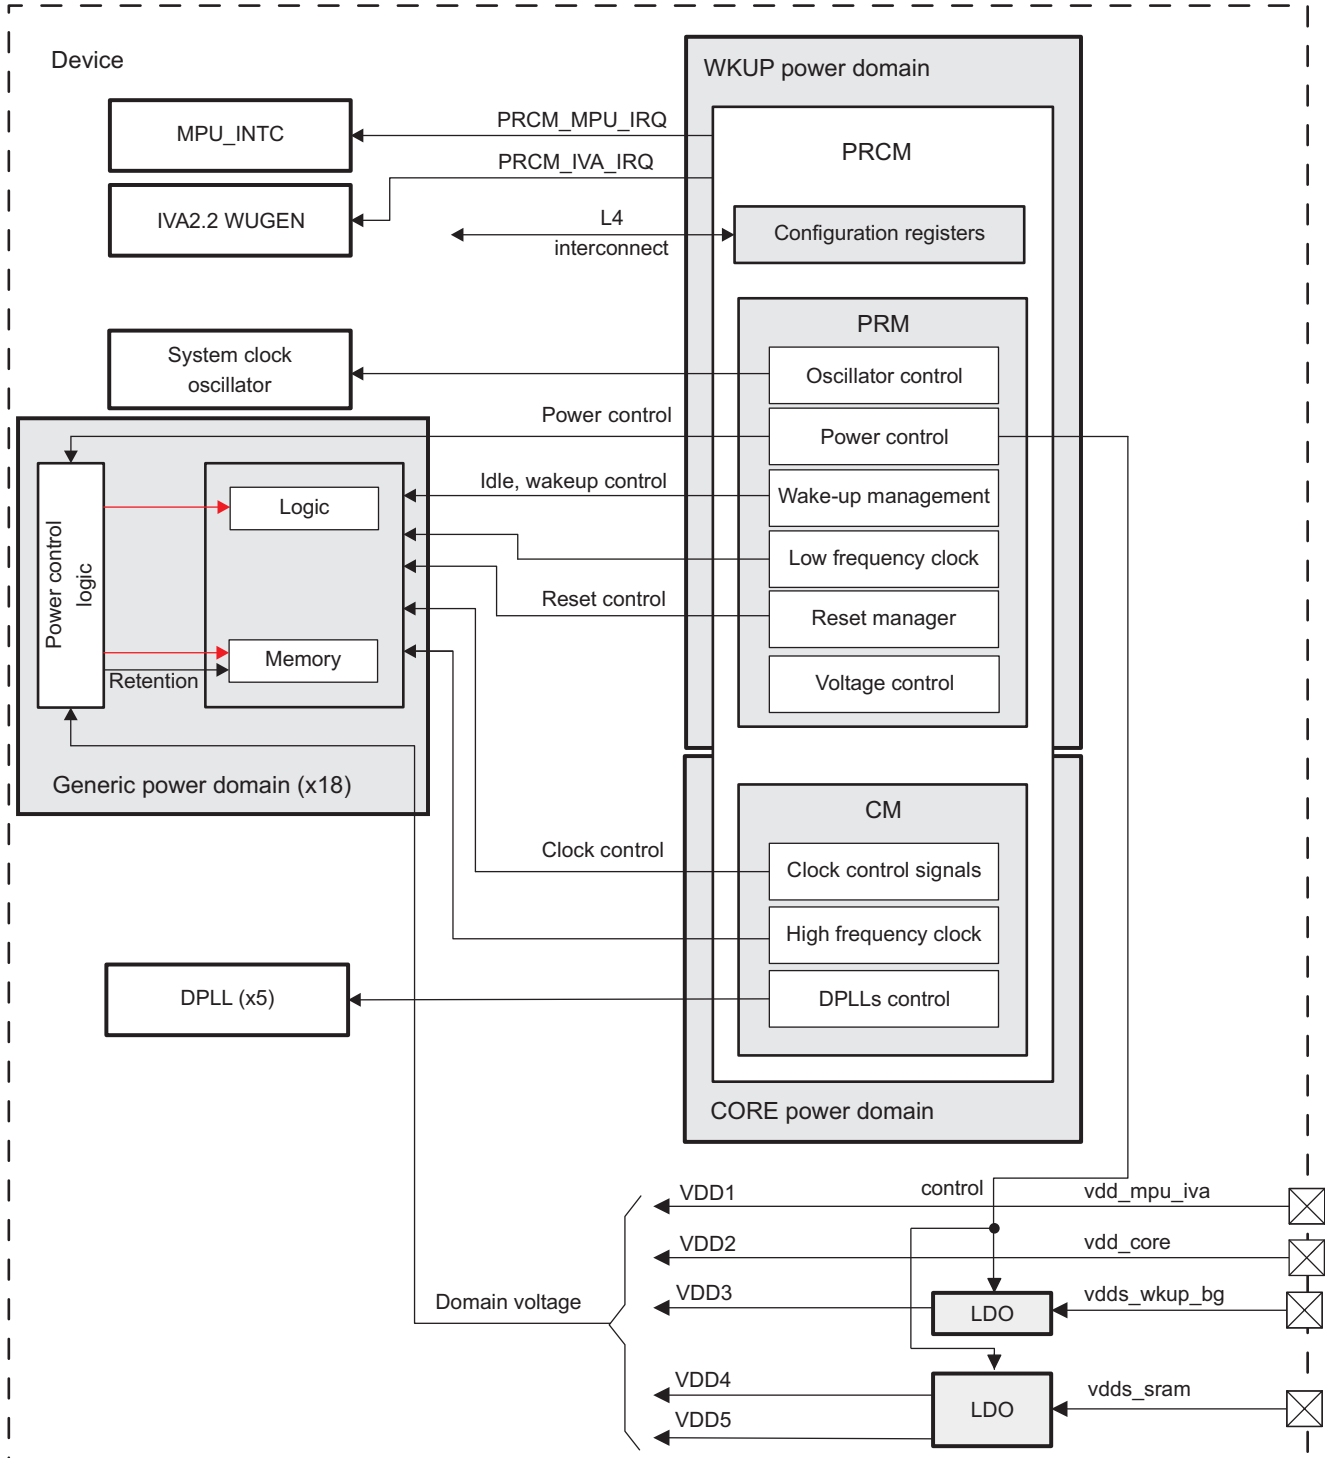 Device
WKUP power domain
MPU_INTC
PRCM_MPU_IRQ
PRCM
PRCM_IVA_IRQ
IVA2.2 WUGEN
L4
interconnect
Configuration registers
PRM
System clock
oscillator
Oscillator control
Power control
Power control
Idle, wakeup control
Wake-up management
Logic
Low frequency clock
Power control
logic
Reset control
Reset manager
Memory
Retention
Voltage control
Generic power domain (x18)
CM
Clock control
Clock control signals
High frequency clock
DPLL (x5)
DPLLs control
CORE power domain
VDD1
control
vdd_mpu_iva
VDD2
vdd_core
VDD3
vdds_wkup_bg
Domain voltage
LDO
VDD4
vdds_sram
LDO
VDD5